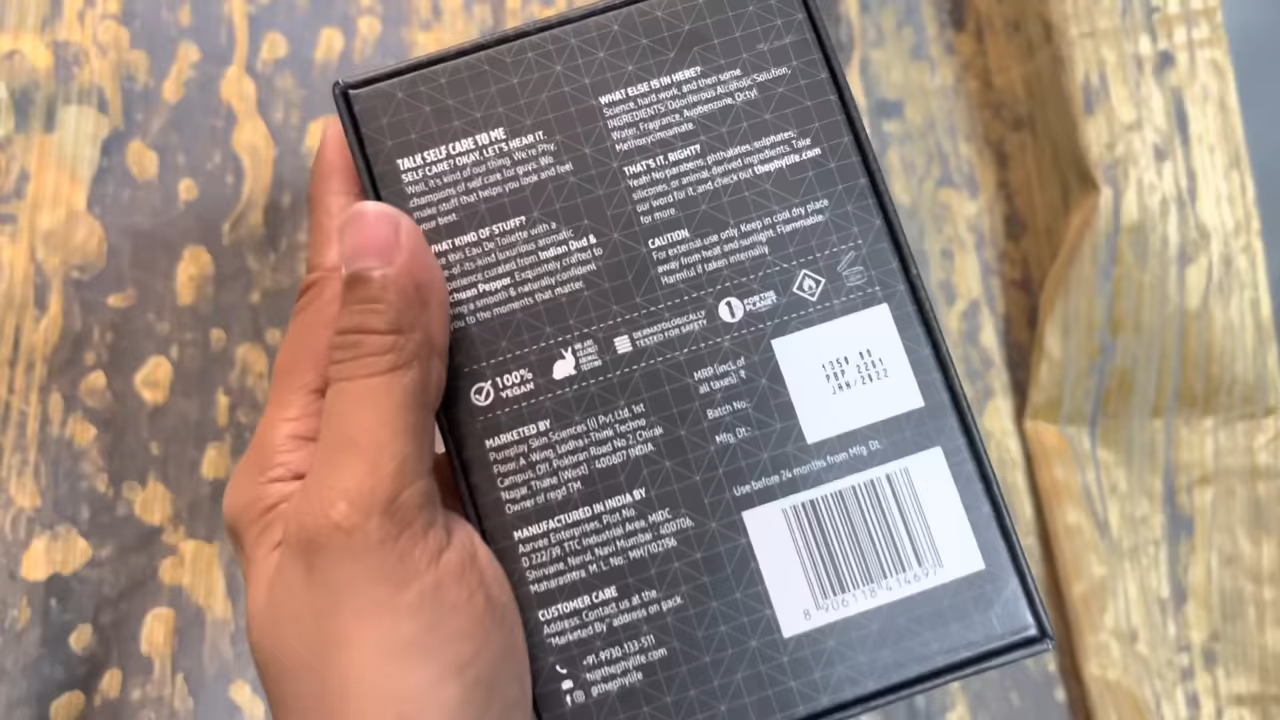 TALK SELF CARE TO ME
SELF CARE? OKAY, LET'S HEAR IT.
Well, it's kind of our thing. We're Phy,
champions of self care for guys. We
make stuff that helps you look and feel
your best.
WHAT KIND OF STUFF?
this Eau De Toilette with a
-of-its-kind luxurious aromatic
curated from Indian Oud &
Pepper. Exquisitely crafted to
a smooth & naturally confident
you to the moments that matter.
WHAT ELSE IS IN HERE?
Science, hard work, and then some
INGREDIENTS: Odoriferous Alcoholic Solution,
Water, Fragrance, Avobenzone, Octyl
Methoxycinnamate.
THAT'S IT, RIGHT?
Yeah! No parabens, phthalates, sulphates,
silicones, or animal-derived ingredients. Take
our word for it, and check out thephylife.com
for more.
CAUTION
For external use only. Keep in cool dry place
away from heat and sunlight. Flammable.
Harmful if taken internally
100%
VEGAN
WE ARE
AGAINST
ANIMAL
TESTING
DERMATOLOGICALLY
TESTED FOR SAFETY
1
FOR THE
PLANET
MARKETED BY
Pureplay Skin Sciences (I) Pvt Ltd, 1st
Floor, A -Wing, Lodha i-Think Techno
Campus, Off. Pokhran Road No 2, Chirak
Nagar, Thane (West) - 400607 INDIA.
Owner of regd TM
MANUFACTURED IN INDIA BY
Aarvee Enterprises, Plot No
D 222/39, TTC Industrial Area, MIDC
Shirvane, Nerul, Navi Mumbai - 400706,
Maharashtra M. L. No.: MH/102156
CUSTOMER CARE
Address: Contact us at the
"Marketed By" address on pack.
+91-9930-133-511
hi@thephylife.com
@thephylife
MRP (incl. of
all taxes): ₹
Batch No.:
Mfg. Dt.:
1350 00
PBP 2201
JAN/2022
Use before 24 months from Mfg. Dt.
8 906118 414697